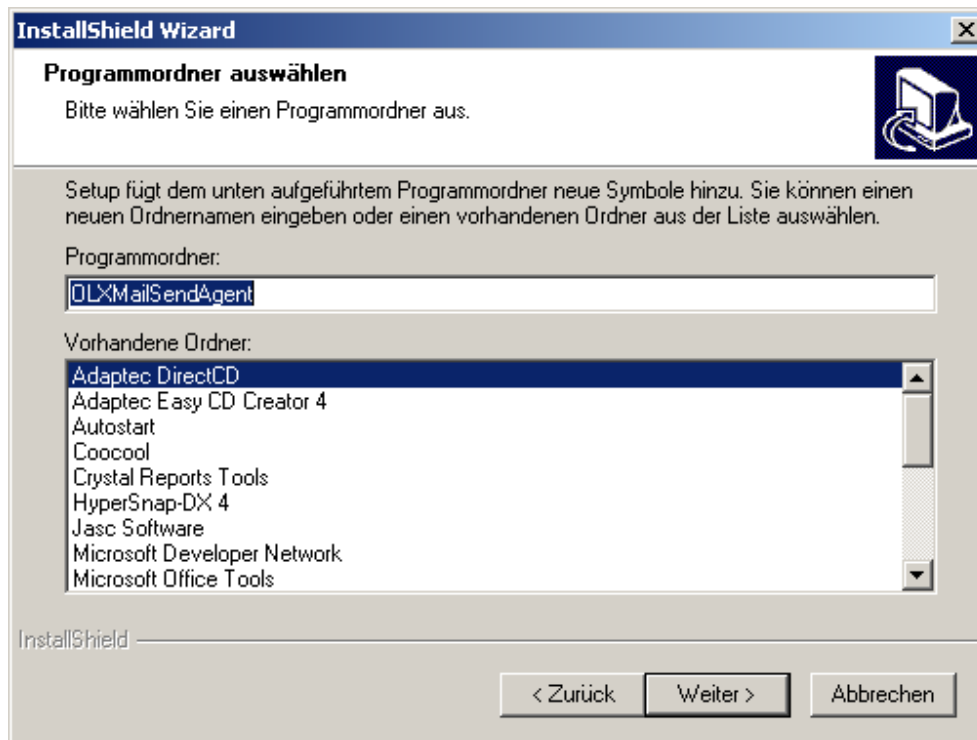 InstallShield Wizard
Programmordner auswählen
Bitte wählen Sie einen Programmordner aus.
Setup fügt dem unten aufgeführtem Programmordner neue Symbole hinzu. Sie können einen
neuen Ordnernamen eingeben oder einen vorhandenen Ordner aus der Liste auswählen.
Programmordner:
OLXMailSendAgent
Vorhandene Ordner:
Adaptec DirectCD
Adaptec Easy CD Creator 4
Autostart
Coocool
Crystal Reports Tools
HyperSnap-DX 4
Jasc Software
Microsoft Developer Network
Microsoft Office Tools
InstallShield
< Zurück
Weiter >
Abbrechen